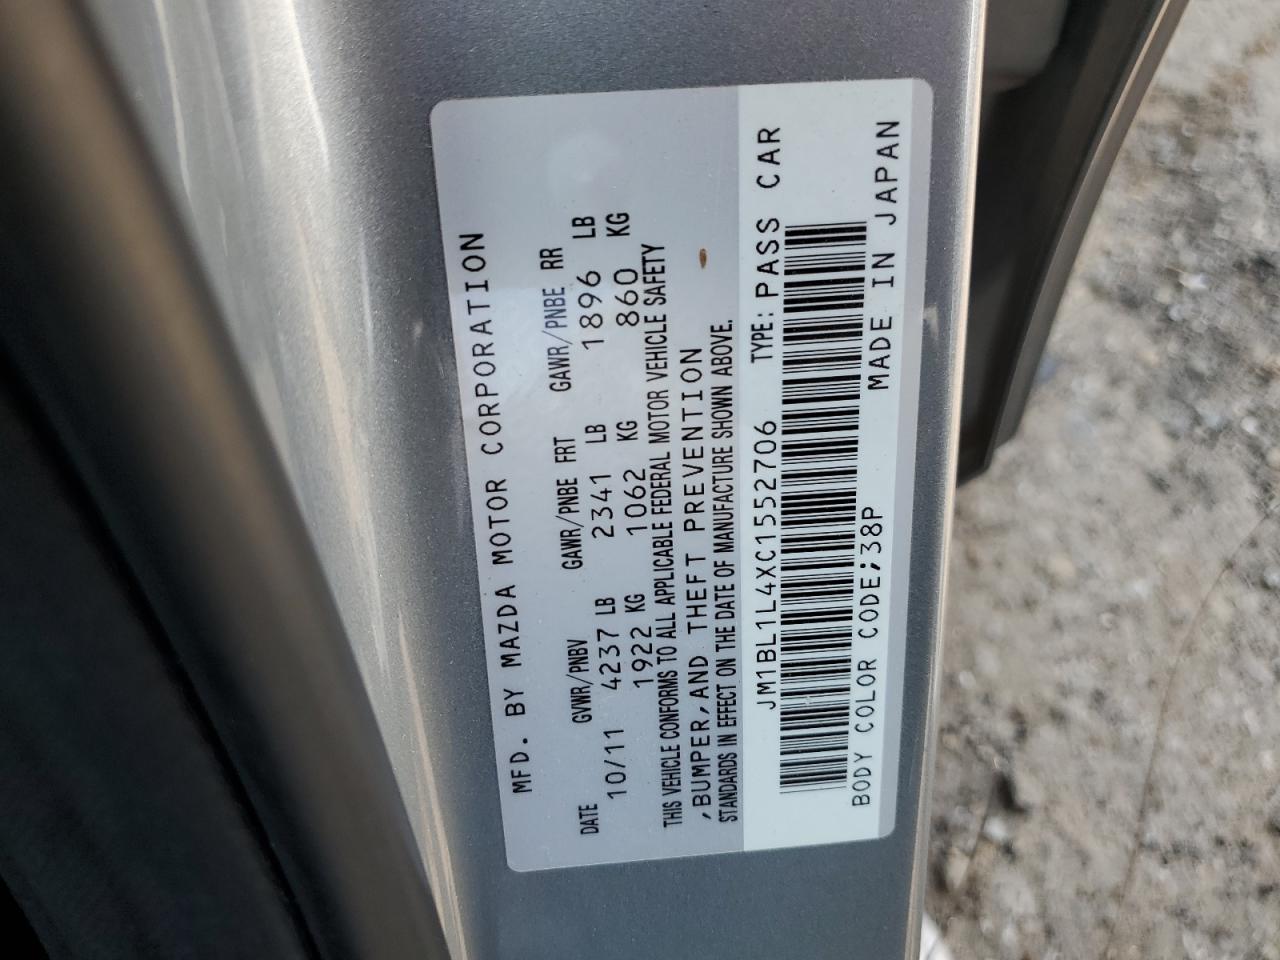 MFD. BY MAZDA MOTOR CORPORATION
DATE GVWR/PNBV GAWR/PNBE FRT GAWR/PNBE RR
10/11 4237 LB 2341 LB 1896 LB
1922 KG 1062 KG 860 KG
THIS VEHICLE CONFORMS TO ALL APPLICABLE FEDERAL MOTOR VEHICLE SAFETY
,BUMPER,AND THEFT PREVENTION
STANDARDS IN EFFECT ON THE DATE OF MANUFACTURE SHOWN ABOVE.
JM1BL1L4XC1552706 TYPE: PASS CAR
BODY COLOR CODE;38P MADE IN JAPAN